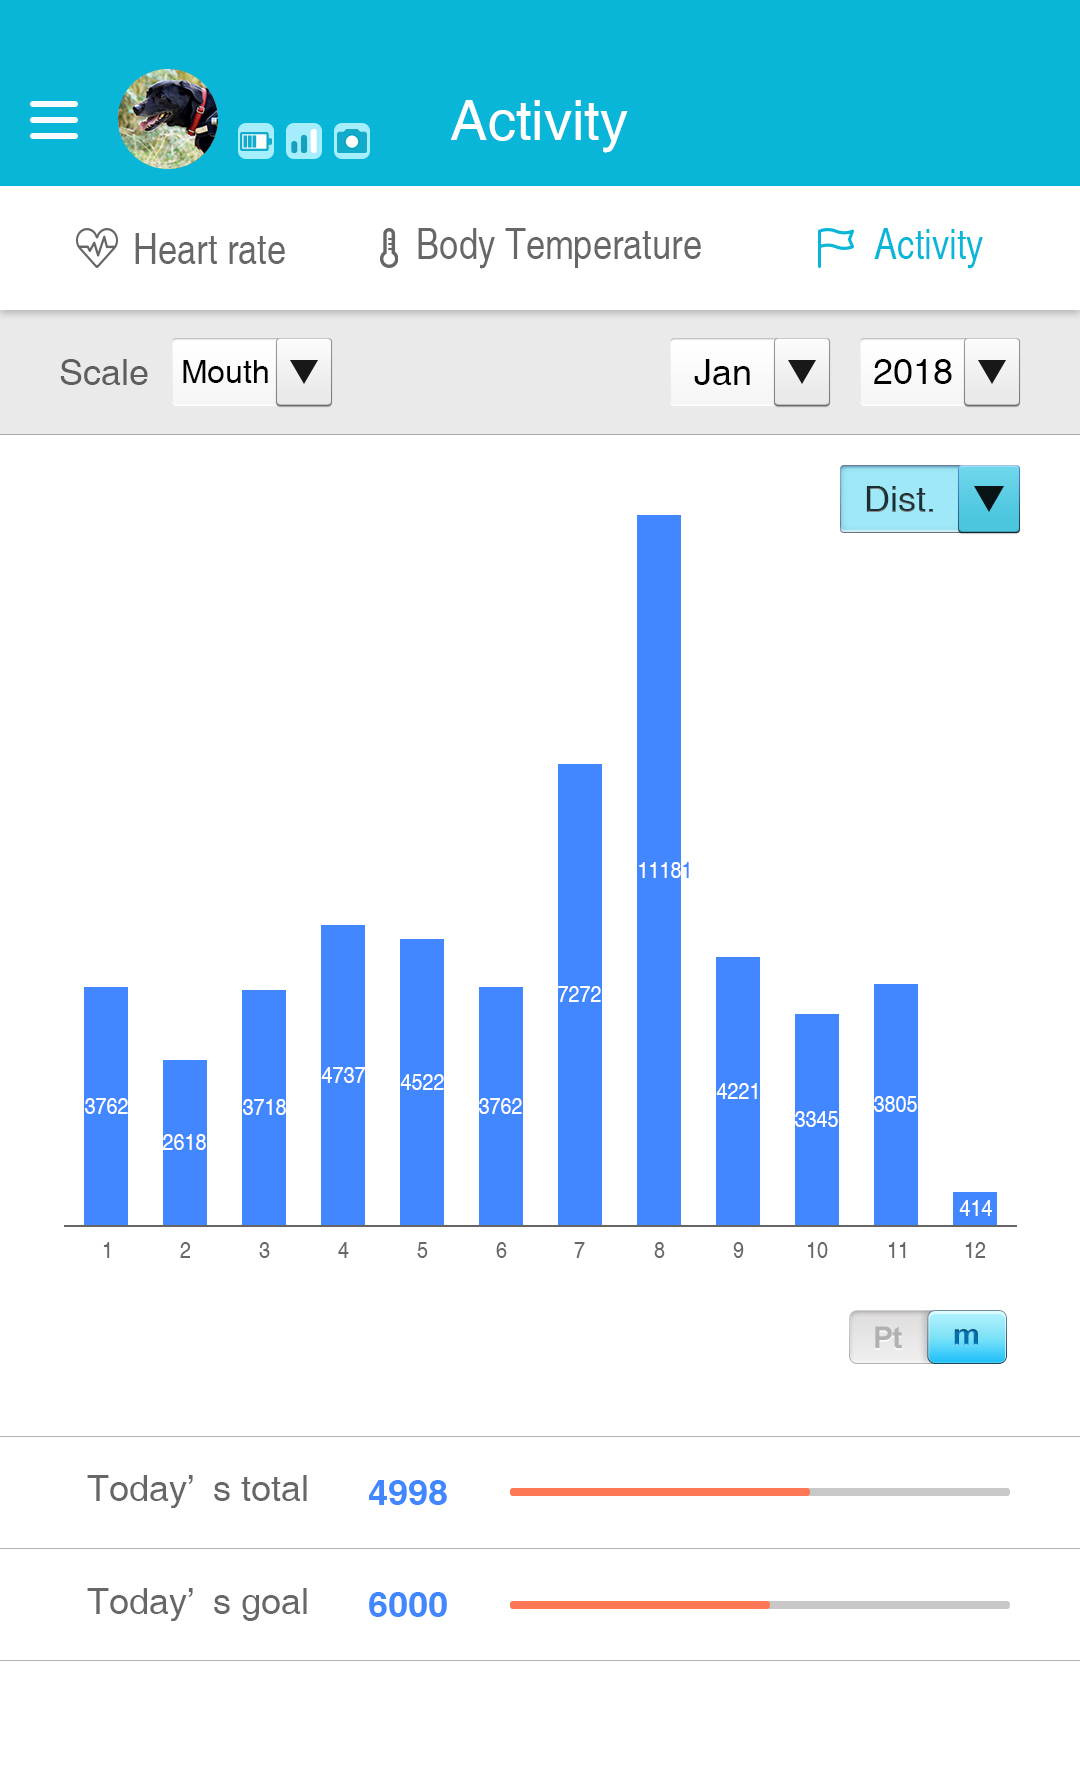 Activity
Heart rate
Body Temperature
Activity
Scale
Mouth
Jan
2018
Dist.
3762
2618
3718
4737
4522
3762
7272
11181
4221
3345
3805
414
1 2 3 4 5 6 7 8 9 10 11 12
Pt m
Today’ s total 4998
Today’ s goal 6000